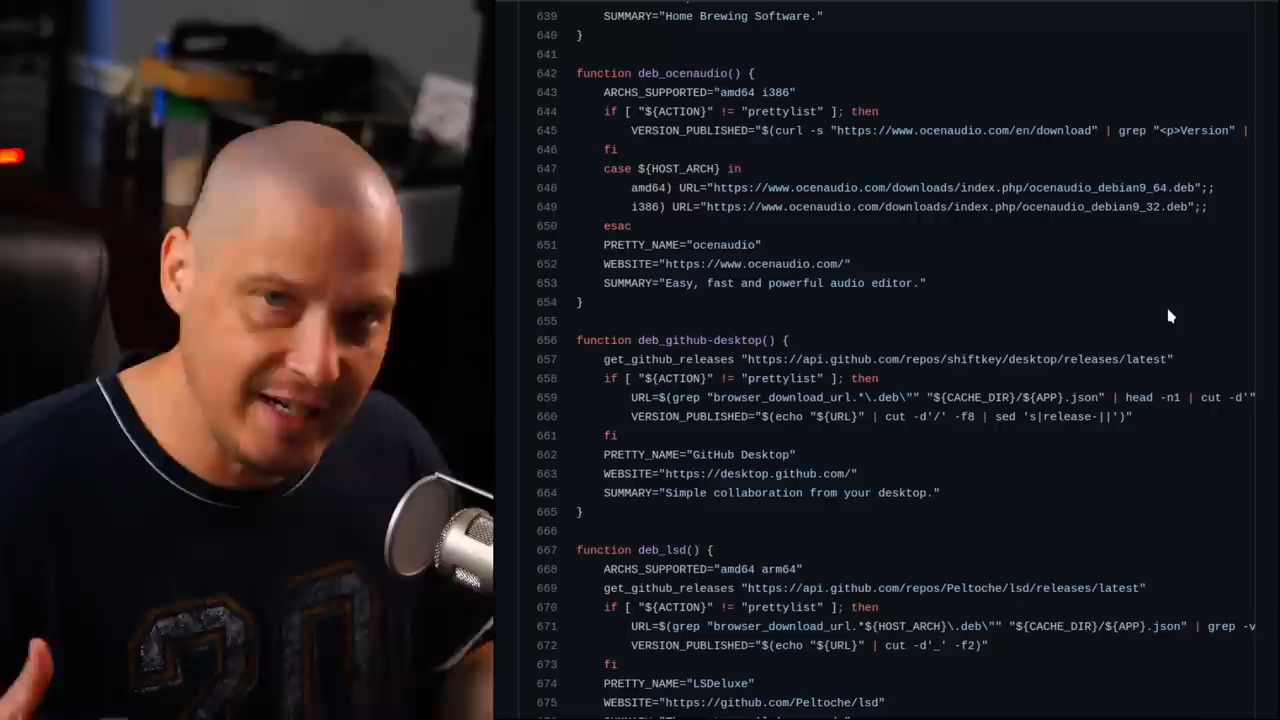 639 SUMMARY="Home Brewing Software."
640 }
641
642 function deb_ocenaudio() {
643 ARCHS_SUPPORTED="amd64 i386"
644 if [ "${ACTION}" != "prettylist" ]; then
645 VERSION_PUBLISHED="$(curl -s "https://www.ocenaudio.com/en/download" | grep "<p>Version" |
646 fi
647 case ${HOST_ARCH} in
648 amd64) URL="https://www.ocenaudio.com/downloads/index.php/ocenaudio_debian9_64.deb";;
649 i386) URL="https://www.ocenaudio.com/downloads/index.php/ocenaudio_debian9_32.deb";;
650 esac
651 PRETTY_NAME="ocenaudio"
652 WEBSITE="https://www.ocenaudio.com/"
653 SUMMARY="Easy, fast and powerful audio editor."
654 }
655
656 function deb_github-desktop() {
657 get_github_releases "https://api.github.com/repos/shiftkey/desktop/releases/latest"
658 if [ "${ACTION}" != "prettylist" ]; then
659 URL=$(grep "browser_download_url.*\.deb\"" "${CACHE_DIR}/${APP}.json" | head -n1 | cut -d'"
660 VERSION_PUBLISHED="$(echo "${URL}" | cut -d'/' -f8 | sed 's|release-||')"
661 fi
662 PRETTY_NAME="GitHub Desktop"
663 WEBSITE="https://desktop.github.com/"
664 SUMMARY="Simple collaboration from your desktop."
665 }
666
667 function deb_lsd() {
668 ARCHS_SUPPORTED="amd64 arm64"
669 get_github_releases "https://api.github.com/repos/Peltoche/lsd/releases/latest"
670 if [ "${ACTION}" != "prettylist" ]; then
671 URL=$(grep "browser_download_url.*${HOST_ARCH}\.deb\"" "${CACHE_DIR}/${APP}.json" | grep -v
672 VERSION_PUBLISHED="$(echo "${URL}" | cut -d'_' -f2)"
673 fi
674 PRETTY_NAME="LSDeluxe"
675 WEBSITE="https://github.com/Peltoche/lsd"
20